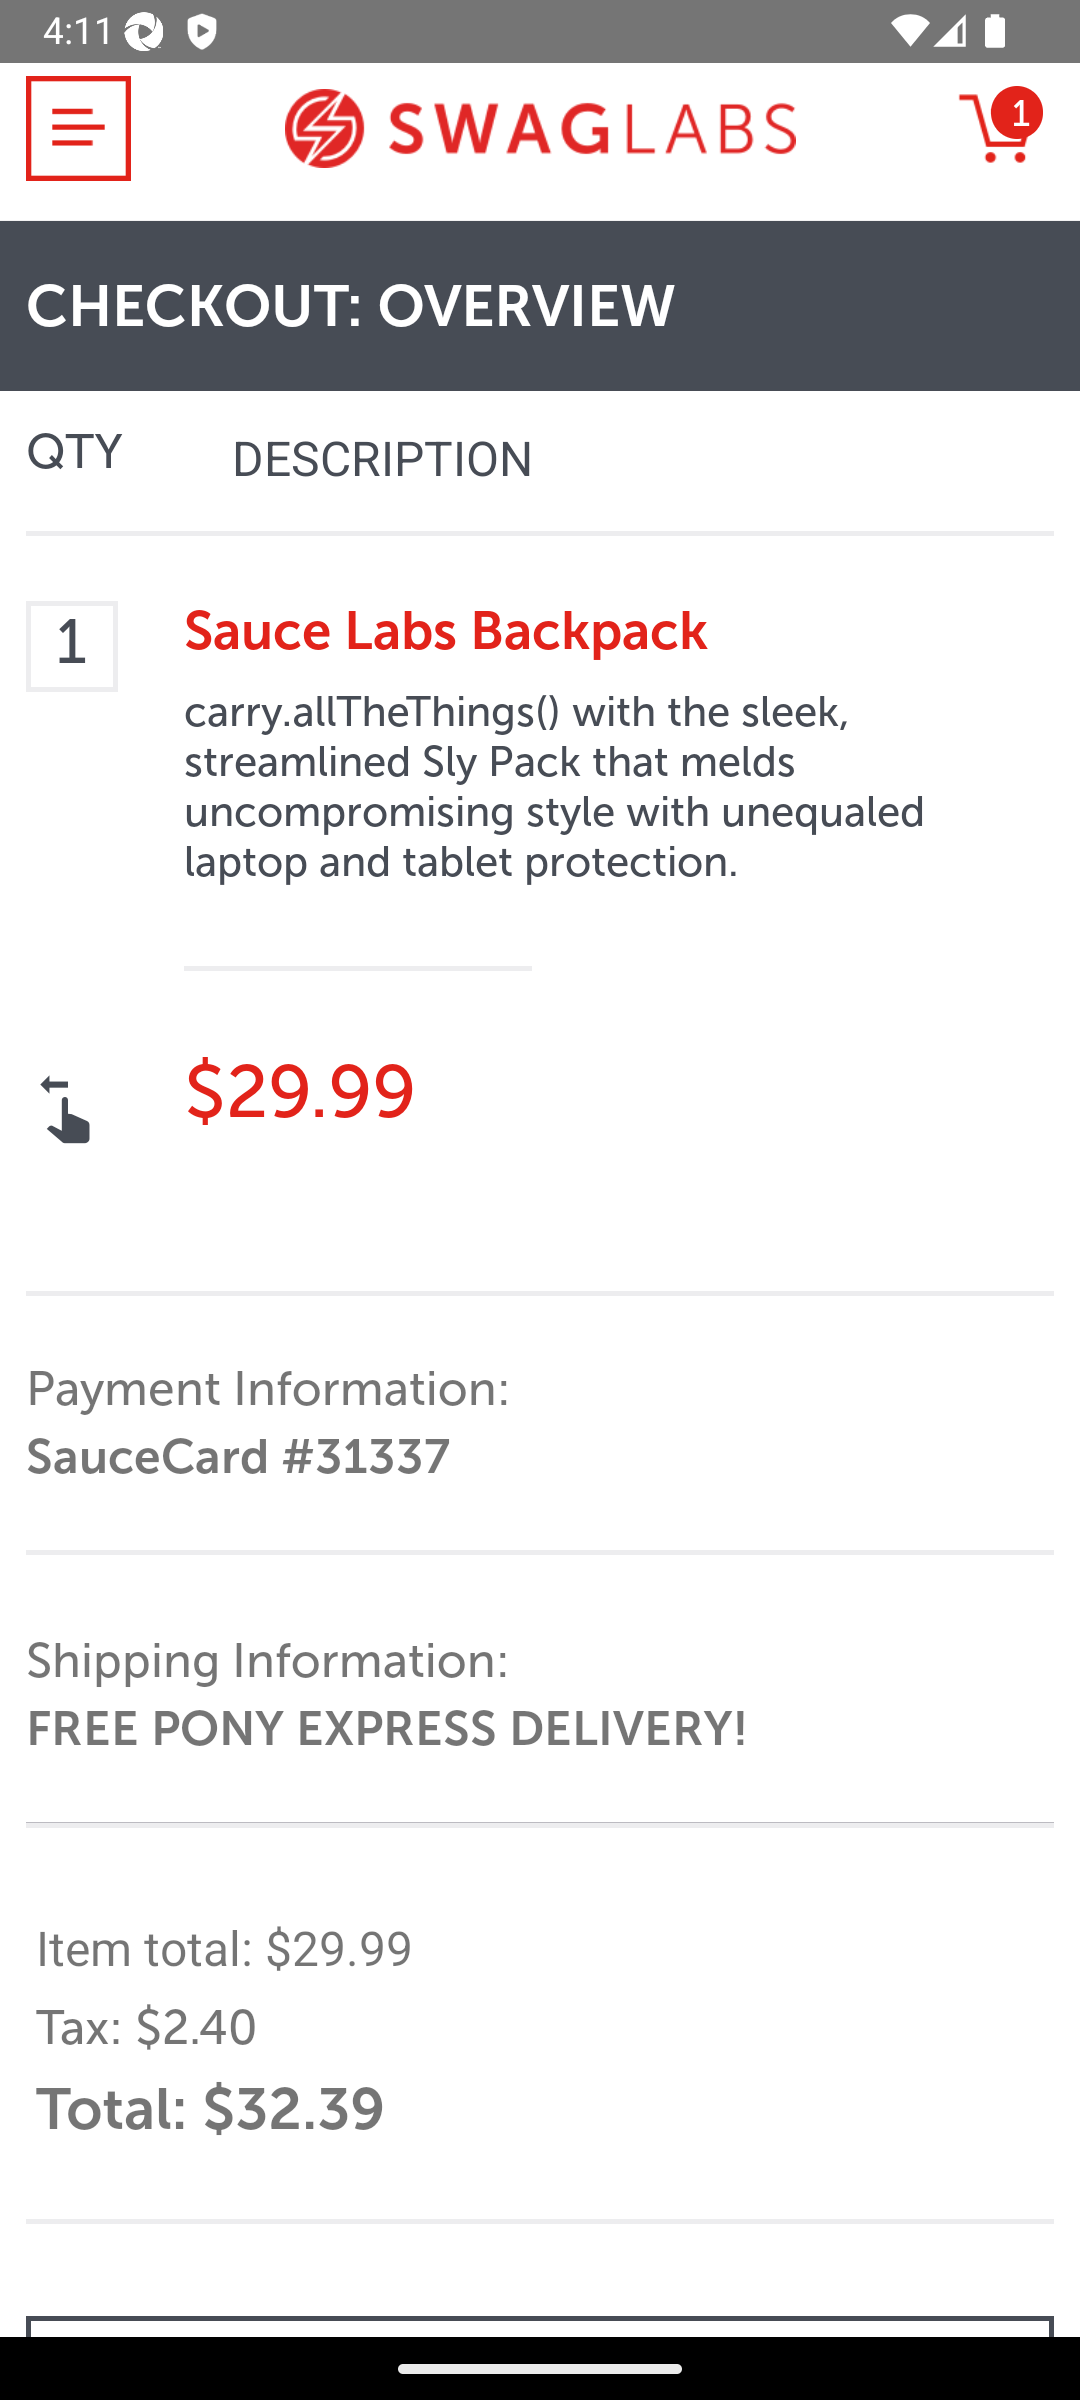 4:11
SWAGLABS
1
CHECKOUT: OVERVIEW
QTY DESCRIPTION
1
Sauce Labs Backpack
carry.allTheThings() with the sleek,
streamlined Sly Pack that melds
uncompromising style with unequaled
laptop and tablet protection.
$29.99
Payment Information:
SauceCard #31337
Shipping Information:
FREE PONY EXPRESS DELIVERY!
Item total: $29.99
Tax: $2.40
Total: $32.39